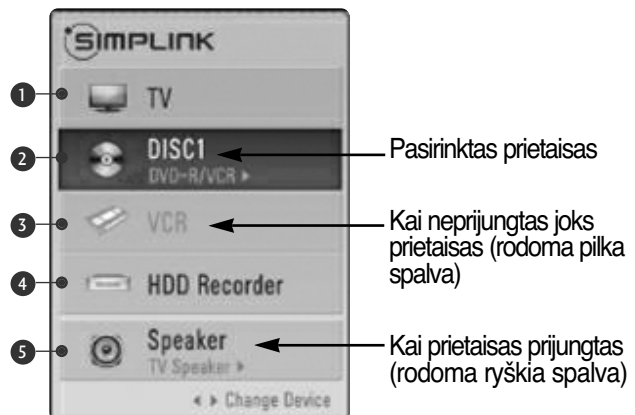 SIMPLINK
1 TV
2 DISC1
DVD-R/VCR ▸
Pasirinktas prietaisas
3 VCR
Kai neprijungtas joks
prietaisas (rodoma pilka
spalva)
4 HDD Recorder
5 Speaker
TV Speaker ▸
Kai prietaisas prijungtas
(rodoma ryškia spalva)
◂ ▸ Change Device